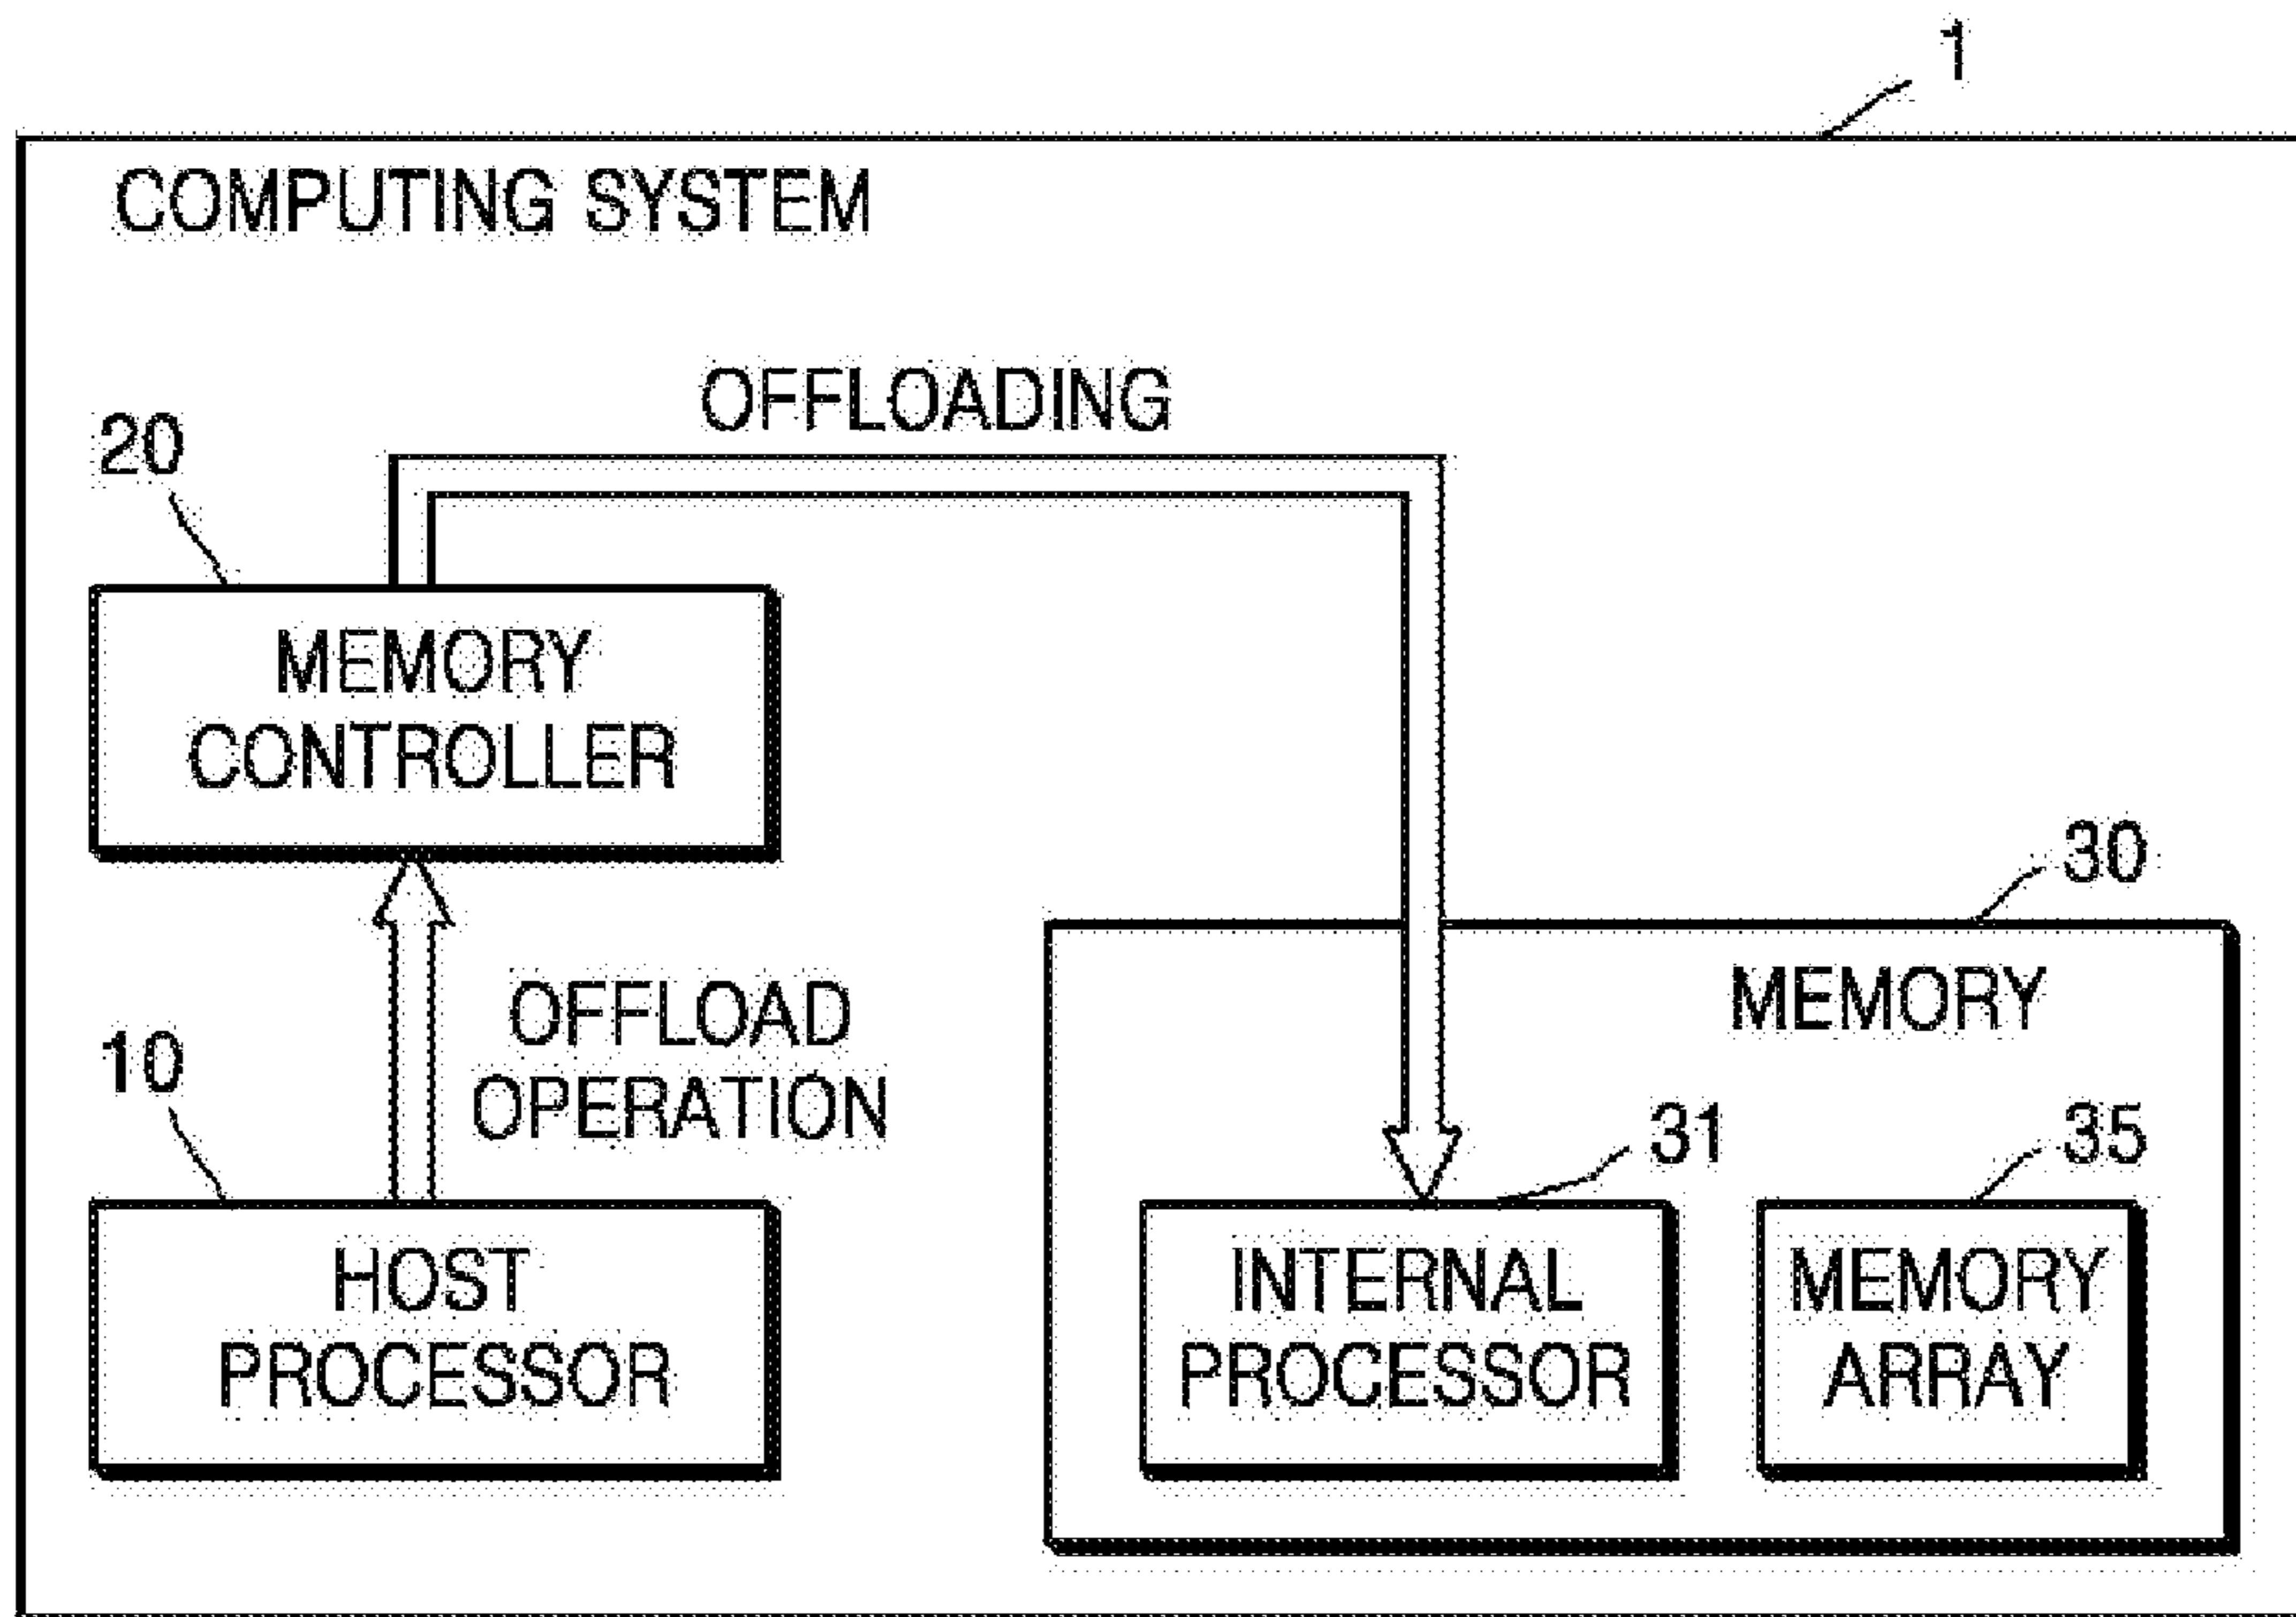 1
COMPUTING SYSTEM
OFFLOADING
20
MEMORY
CONTROLLER
30
MEMORY
OFFLOAD
OPERATION
10
31
35
HOST
PROCESSOR
INTERNAL
PROCESSOR
MEMORY
ARRAY